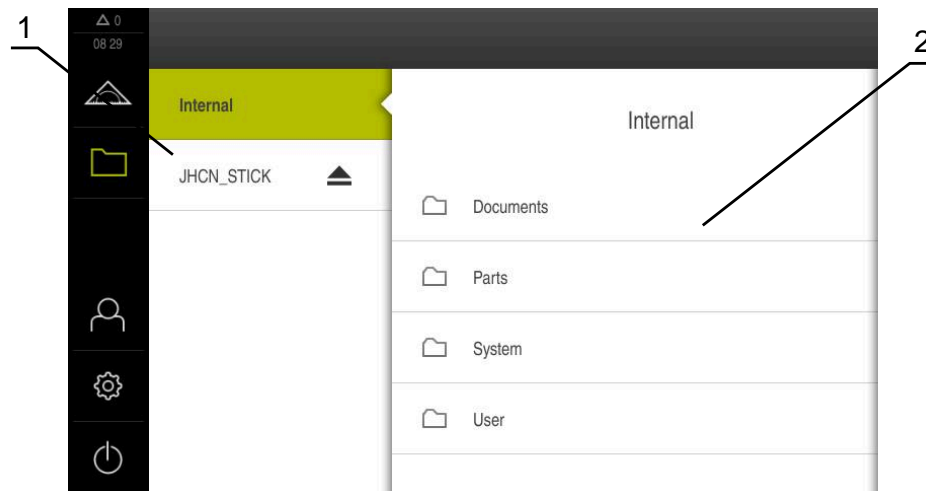 1
0
08 29
2
Internal
Internal
JHCN_STICK
Documents
Parts
System
User